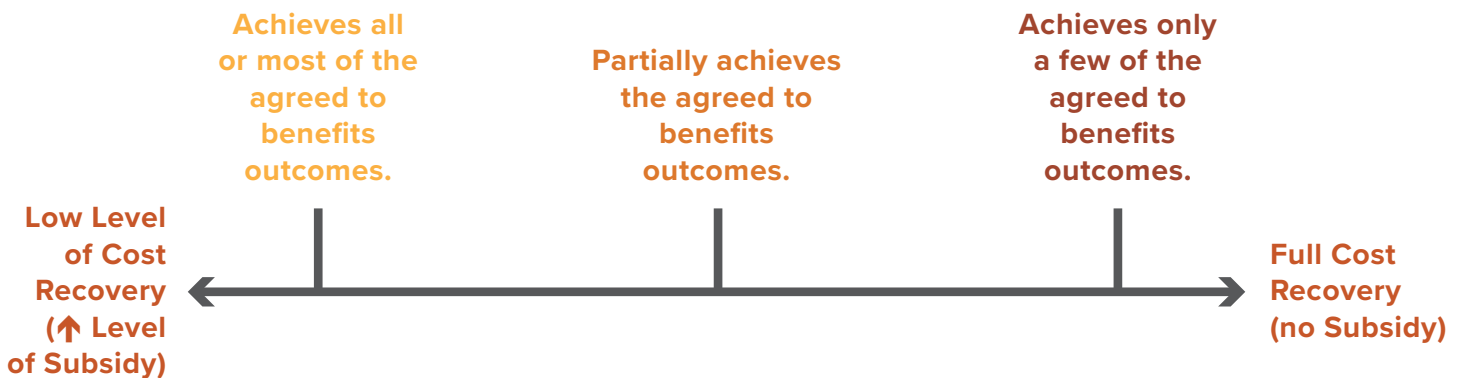 Achieves all
or most of the
agreed to
benefits
outcomes.
Partially achieves
the agreed to
benefits
outcomes.
Achieves only
a few of the
agreed to
benefits
outcomes.
Low Level
of Cost
Recovery
(↑ Level
of Subsidy)
Full Cost
Recovery
(no Subsidy)